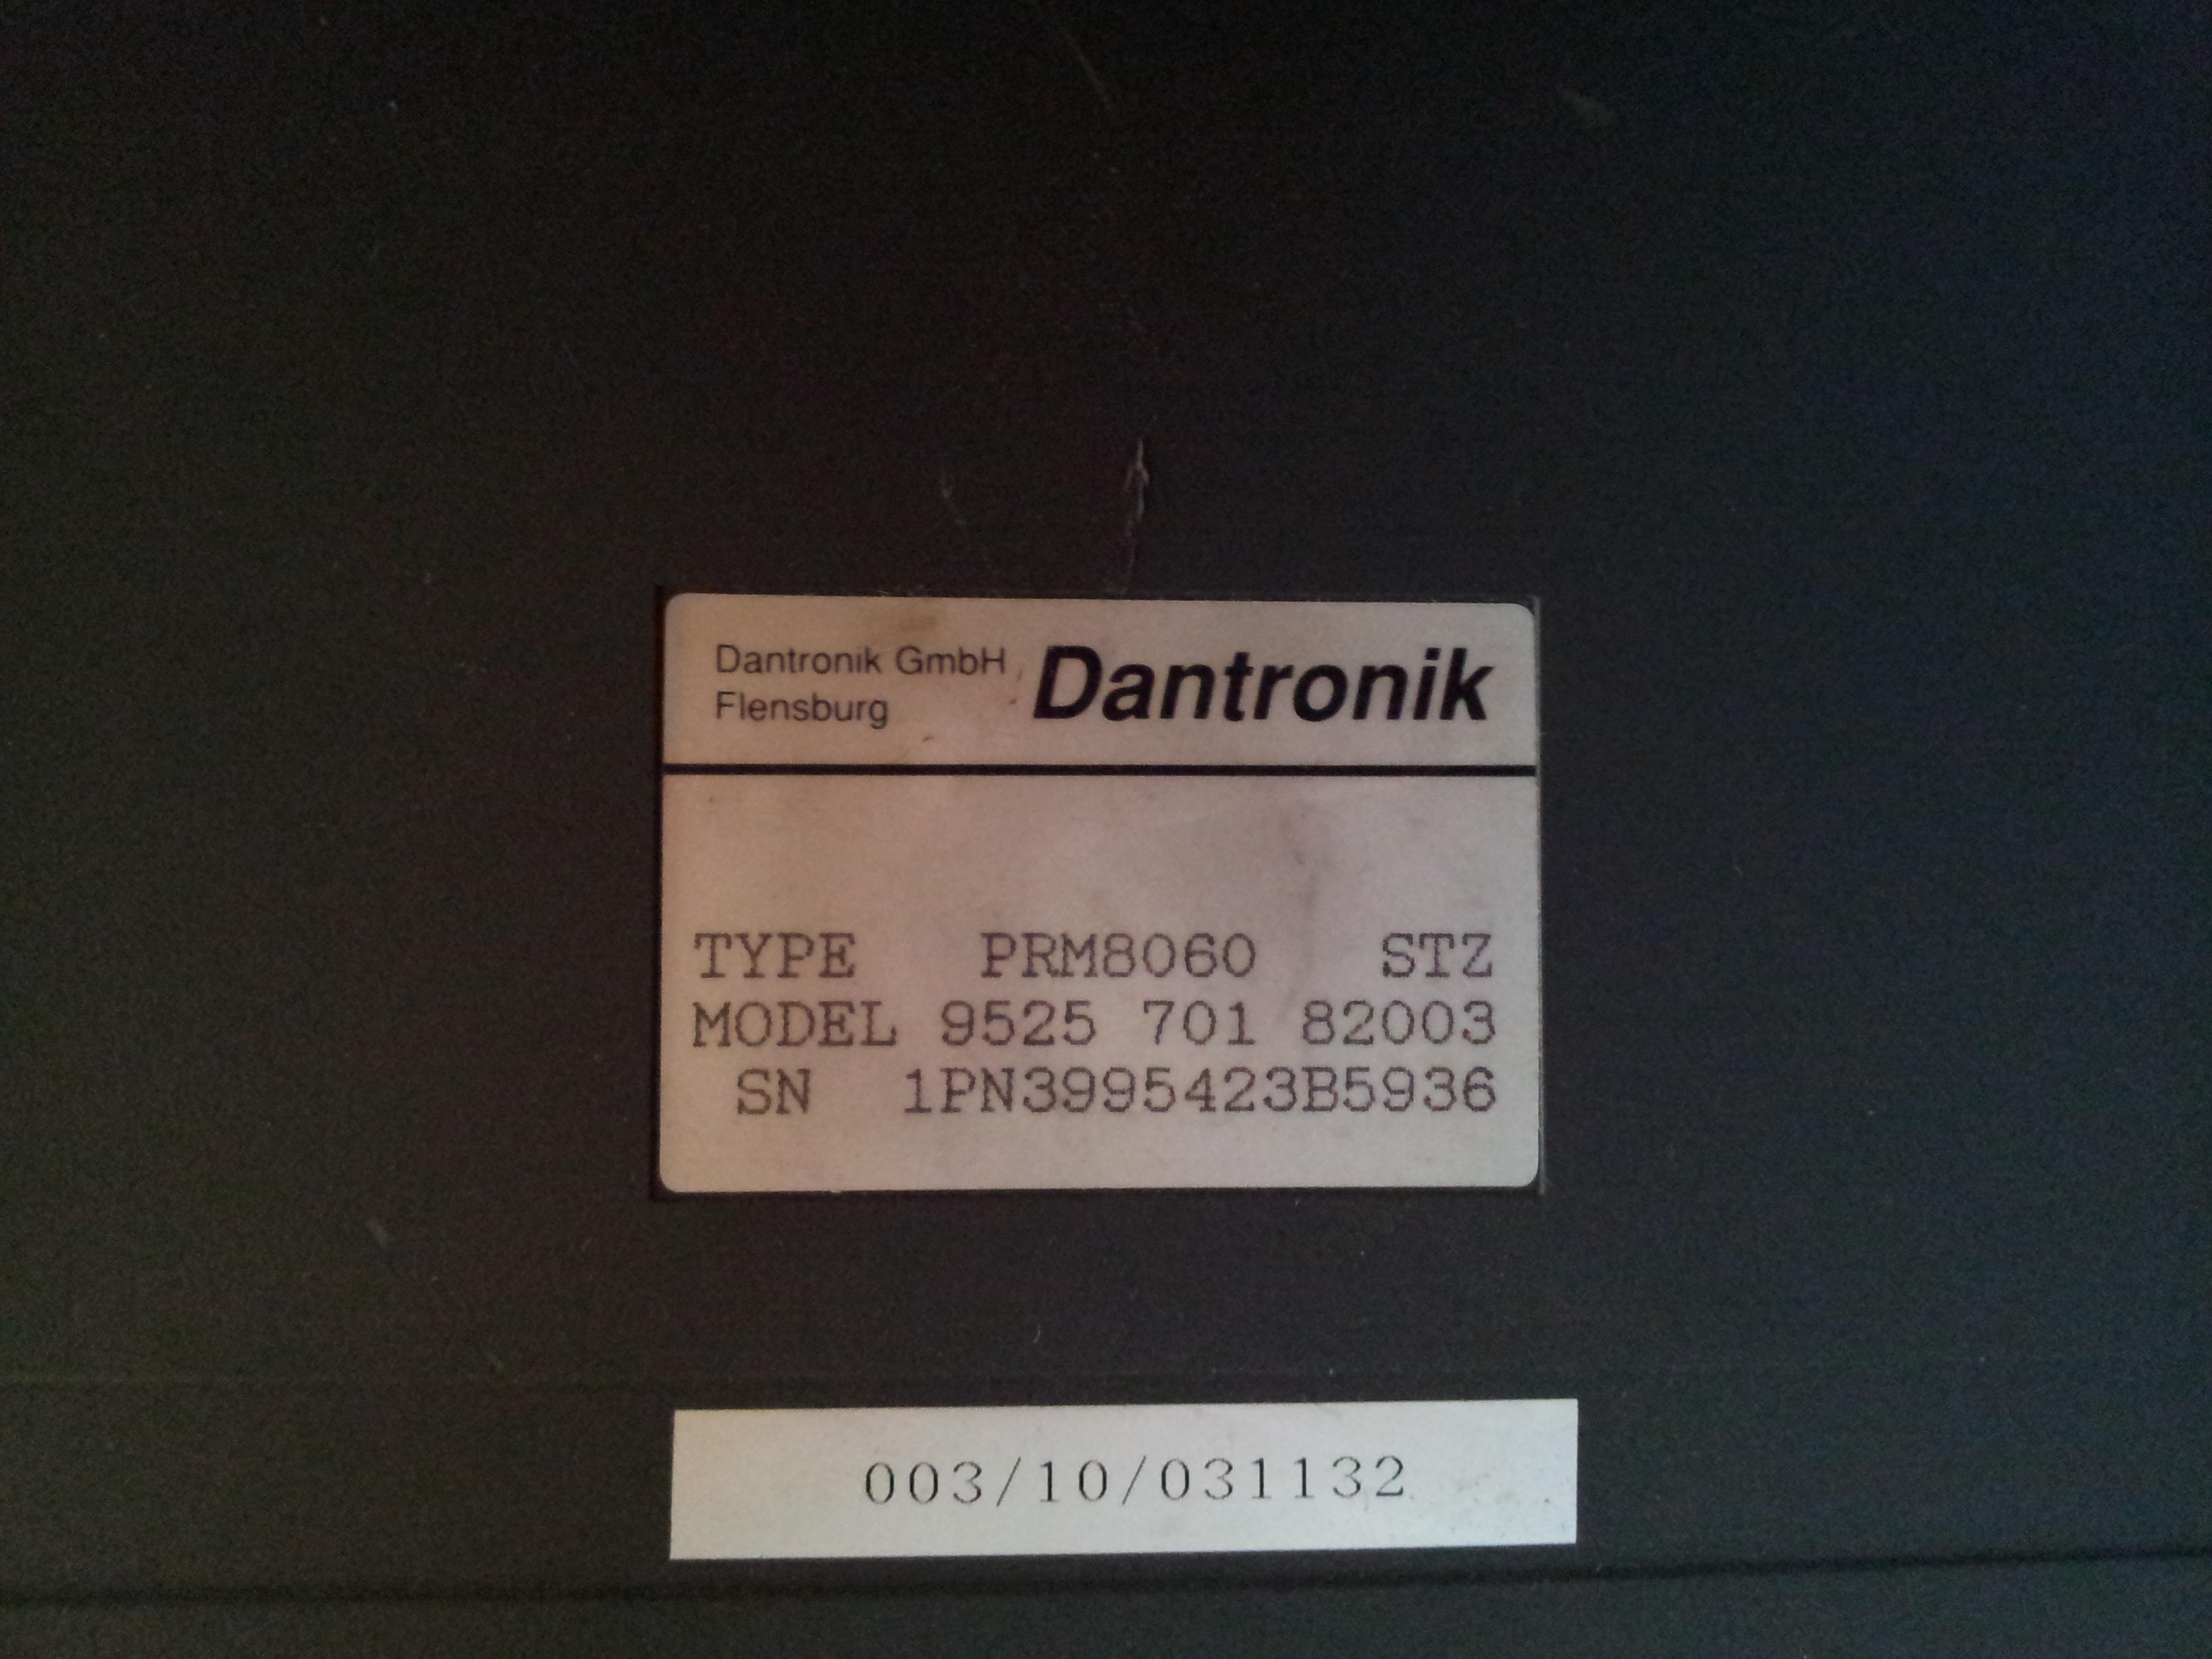 Dantronik GmbH
Flensburg
Dantronik
TYPE PRM8060 STZ
MODEL 9525 701 82003
SN 1PN3995423B5936
003/10/031132